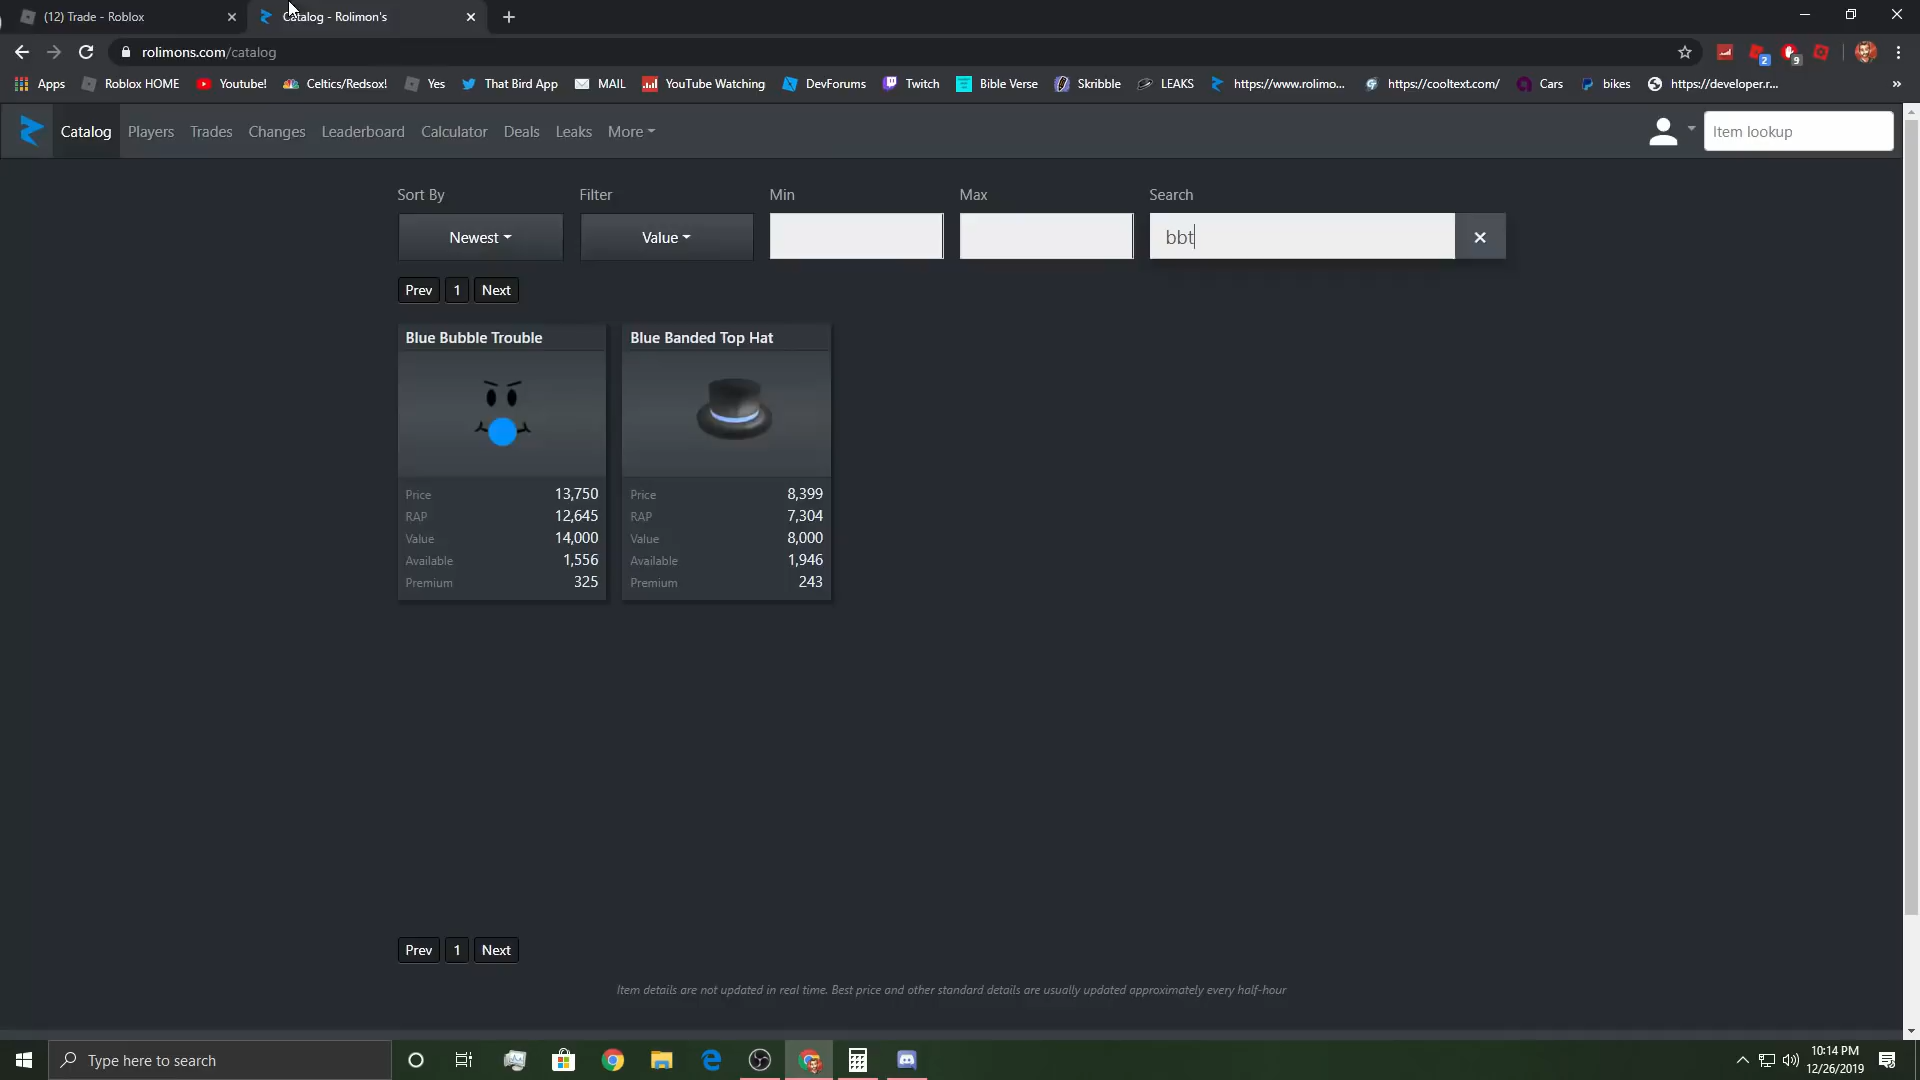 (12) Trade - Roblox
Catalog - Rolimon's
rolimons.com/catalog
2
9
Apps
Roblox HOME
Youtube!
Celtics/Redsox!
Yes
That Bird App
MAIL
YouTube Watching
DevForums
Twitch
Bible Verse
Skribble
LEAKS
https://www.rolimo...
https://cooltext.com/
Cars
bikes
https://developer.r...
»
Catalog
Players
Trades
Changes
Leaderboard
Calculator
Deals
Leaks
More
Item lookup
Sort By
Filter
Min
Max
Search
Newest
Value
bbt
Prev 1 Next
Blue Bubble Trouble
Price 13,750
RAP 12,645
Value 14,000
Available 1,556
Premium 325
Blue Banded Top Hat
Price 8,399
RAP 7,304
Value 8,000
Available 1,946
Premium 243
Prev 1 Next
Item details are not updated in real time. Best price and other standard details are usually updated approximately every half-hour
Type here to search
10:14 PM
12/26/2019